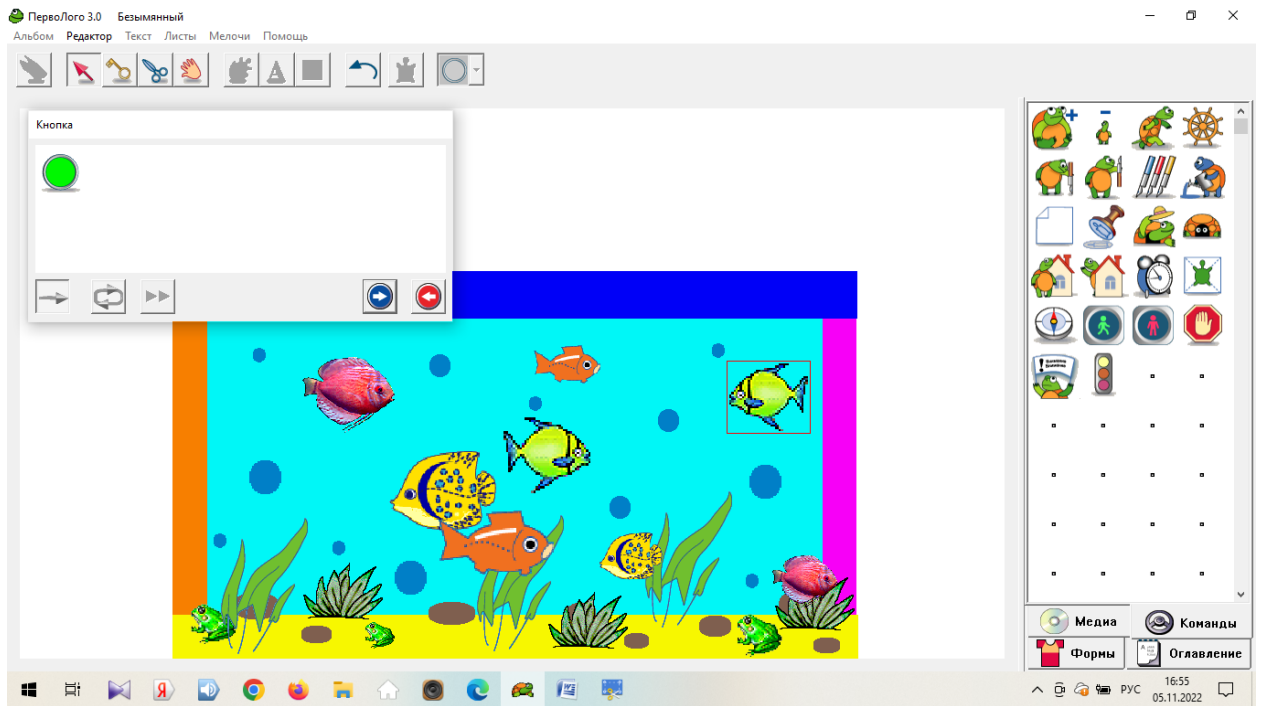 ПервоЛого 3.0 Безымянный
Альбом Редактор Текст Листы Мелочи Помощь
Кнопка
Медиа
Команды
Формы
Оглавление
РУС
16:55
05.11.2022